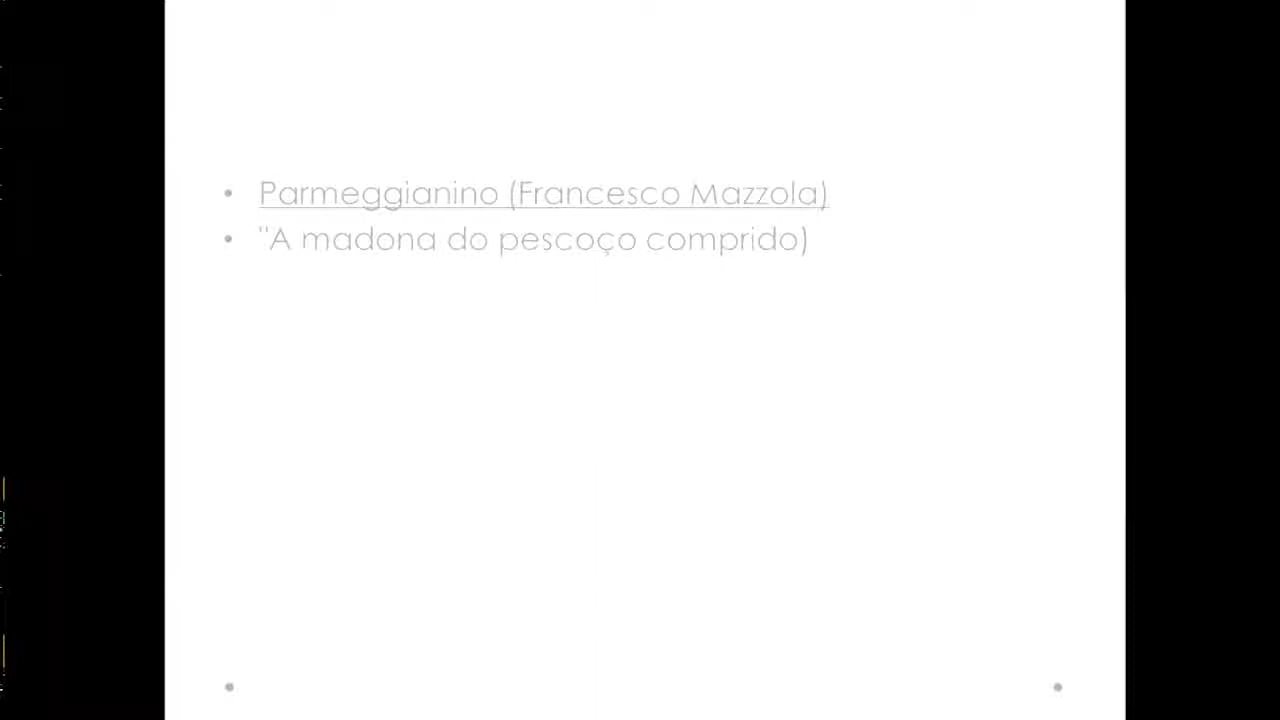 • Parmeggianino (Francesco Mazzola)
• "A madona do pescoço comprido)